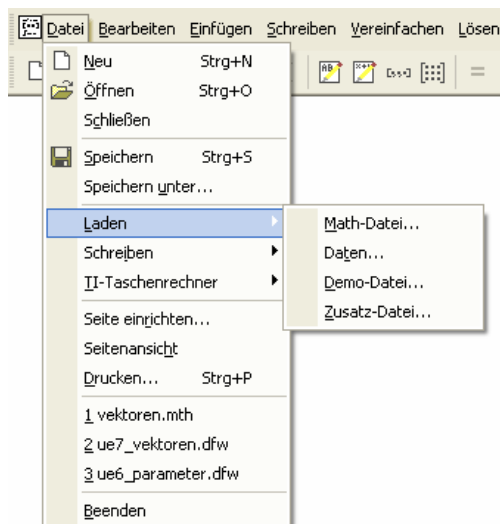 Datei Bearbeiten Einfügen Schreiben Vereinfachen Lösen
Neu Strg+N
Öffnen Strg+O
Schließen
Speichern Strg+S
Speichern unter...
Laden
Math-Datei...
Schreiben
Daten...
TI-Taschenrechner
Demo-Datei...
Zusatz-Datei...
Seite einrichten...
Seitenansicht
Drucken... Strg+P
1 vektoren.mth
2 ue7_vektoren.dfw
3 ue6_parameter.dfw
Beenden